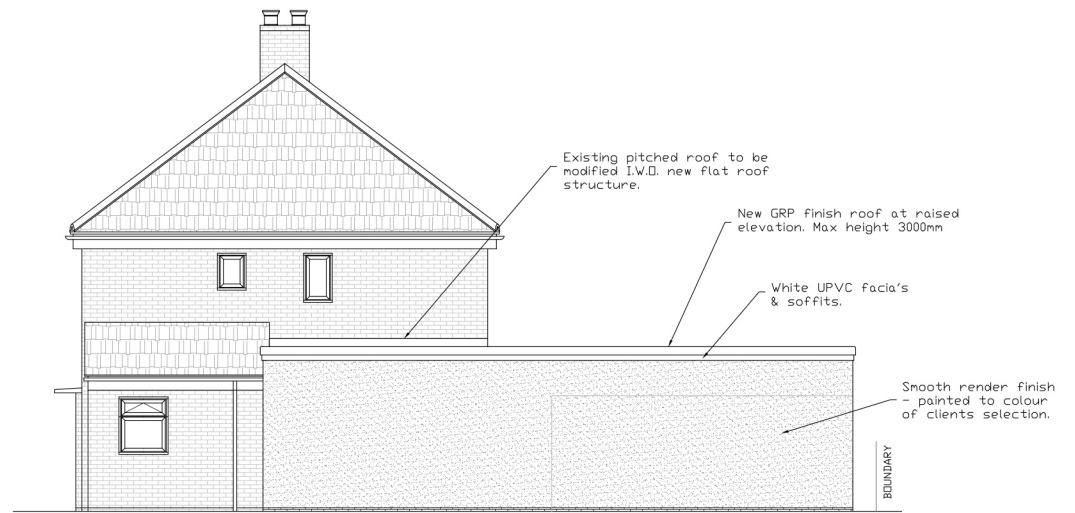 Existing pitched roof to be
modified I.W.O. new flat roof
structure.
New GRP finish roof at raised
elevation. Max height 3000mm
White UPVC facia's
& soffits.
Smooth render finish
- painted to colour
of clients selection.
BOUNDARY